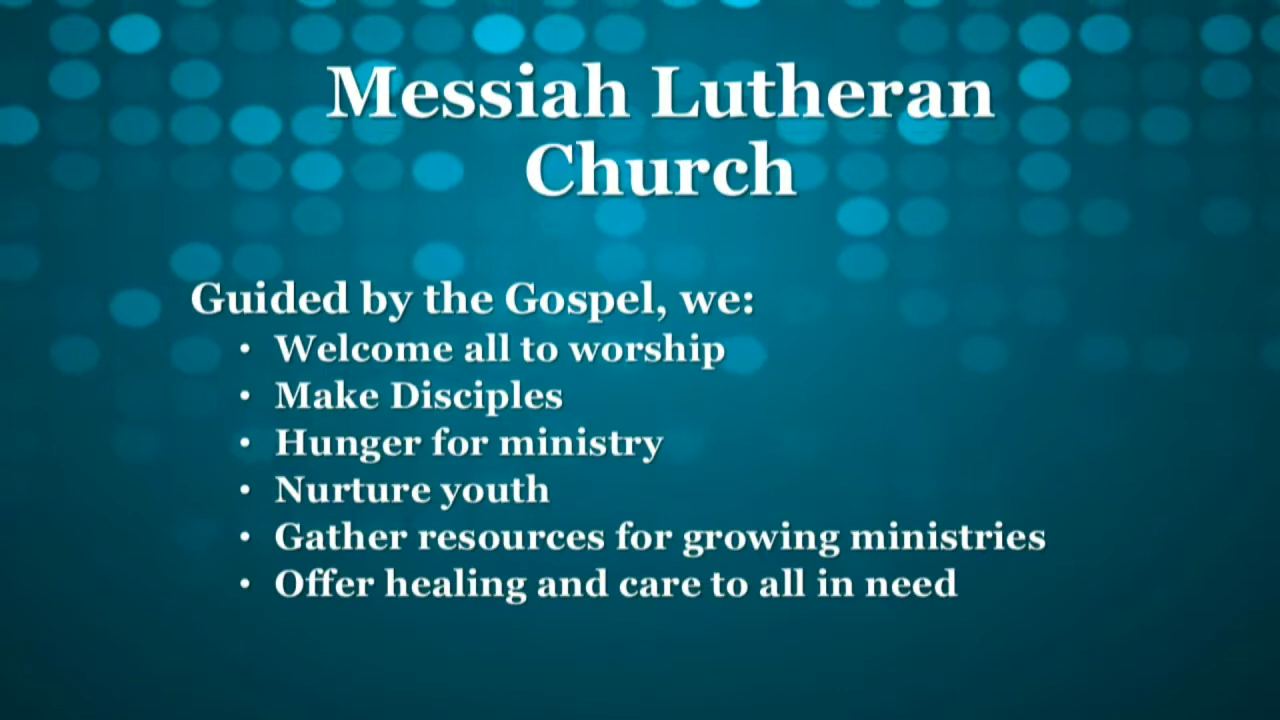 Messiah Lutheran
Church
Guided by the Gospel, we:
• Welcome all to worship
• Make Disciples
• Hunger for ministry
• Nurture youth
• Gather resources for growing ministries
• Offer healing and care to all in need